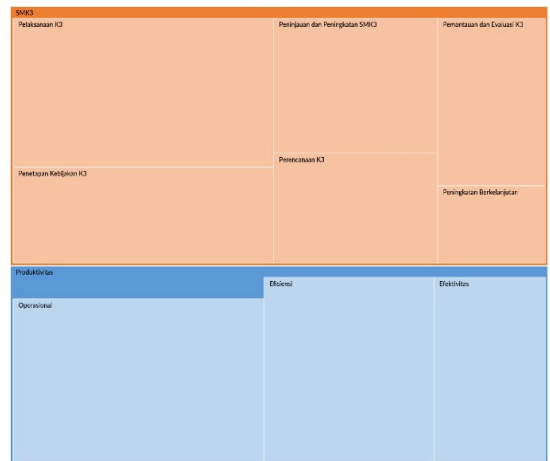 SMK3
Pelaksanaan K3
Peninjauan dan Peningkatan SMK3
Pemantauan dan Evaluasi K3
Perencanaan K3
Penetapan Kebijakan K3
Peningkatan Berkelanjutan
Produktivitas
Efisiensi
Efektivitas
Operasional